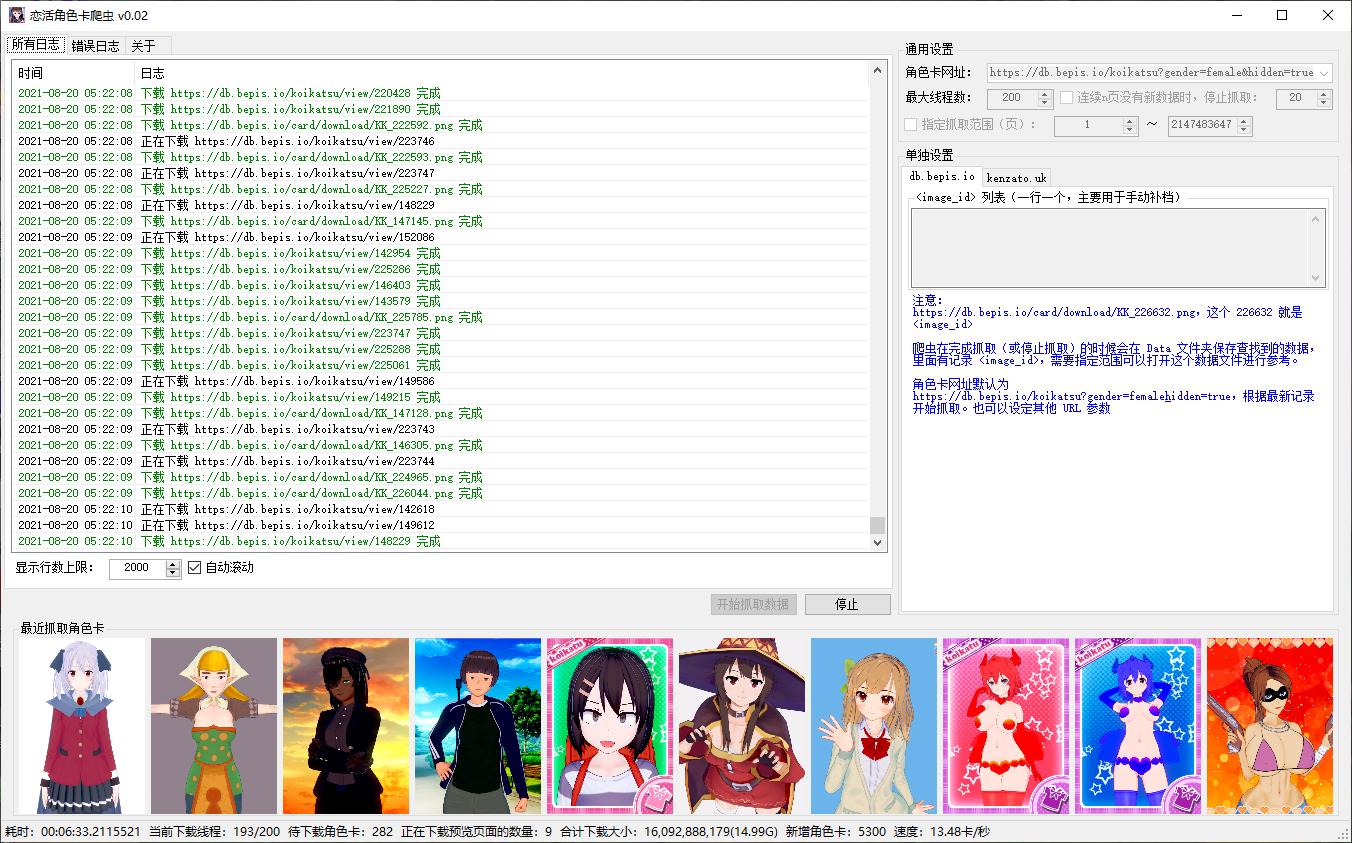 恋活角色卡爬虫 v0.02
所有日志 错误日志 关于
时间 日志
2021-08-20 05:22:08 下载 https://db.bepis.io/koikatsu/view/220428 完成
2021-08-20 05:22:08 下载 https://db.bepis.io/koikatsu/view/221890 完成
2021-08-20 05:22:08 下载 https://db.bepis.io/card/download/KK_222592.png 完成
2021-08-20 05:22:08 正在下载 https://db.bepis.io/koikatsu/view/223746
2021-08-20 05:22:08 下载 https://db.bepis.io/card/download/KK_222593.png 完成
2021-08-20 05:22:08 正在下载 https://db.bepis.io/koikatsu/view/223747
2021-08-20 05:22:08 下载 https://db.bepis.io/card/download/KK_225227.png 完成
2021-08-20 05:22:08 正在下载 https://db.bepis.io/koikatsu/view/148229
2021-08-20 05:22:09 下载 https://db.bepis.io/card/download/KK_147145.png 完成
2021-08-20 05:22:09 正在下载 https://db.bepis.io/koikatsu/view/152086
2021-08-20 05:22:09 下载 https://db.bepis.io/koikatsu/view/142954 完成
2021-08-20 05:22:09 下载 https://db.bepis.io/koikatsu/view/225286 完成
2021-08-20 05:22:09 下载 https://db.bepis.io/koikatsu/view/146403 完成
2021-08-20 05:22:09 下载 https://db.bepis.io/koikatsu/view/143579 完成
2021-08-20 05:22:09 下载 https://db.bepis.io/card/download/KK_225785.png 完成
2021-08-20 05:22:09 下载 https://db.bepis.io/koikatsu/view/223747 完成
2021-08-20 05:22:09 下载 https://db.bepis.io/koikatsu/view/225288 完成
2021-08-20 05:22:09 下载 https://db.bepis.io/koikatsu/view/225061 完成
2021-08-20 05:22:09 正在下载 https://db.bepis.io/koikatsu/view/149586
2021-08-20 05:22:09 下载 https://db.bepis.io/koikatsu/view/149215 完成
2021-08-20 05:22:09 下载 https://db.bepis.io/card/download/KK_147128.png 完成
2021-08-20 05:22:09 正在下载 https://db.bepis.io/koikatsu/view/223743
2021-08-20 05:22:09 下载 https://db.bepis.io/card/download/KK_146305.png 完成
2021-08-20 05:22:09 正在下载 https://db.bepis.io/koikatsu/view/223744
2021-08-20 05:22:09 下载 https://db.bepis.io/card/download/KK_224965.png 完成
2021-08-20 05:22:09 下载 https://db.bepis.io/card/download/KK_226044.png 完成
2021-08-20 05:22:10 正在下载 https://db.bepis.io/koikatsu/view/142618
2021-08-20 05:22:10 正在下载 https://db.bepis.io/koikatsu/view/149612
2021-08-20 05:22:10 下载 https://db.bepis.io/koikatsu/view/148229 完成
显示行数上限： 2000 自动滚动
开始抓取数据 停止
通用设置
角色卡网址： https://db.bepis.io/koikatsu?gender=female&hidden=true
最大线程数： 200 连续n页没有新数据时，停止抓取： 20
指定抓取范围（页）： 1 ～ 2147483647
单独设置
db.bepis.io kenzato.uk
<image_id> 列表（一行一个，主要用于手动补档）
注意：
https://db.bepis.io/card/download/KK_226632.png，这个 226632 就是
<image_id>
爬虫在完成抓取（或停止抓取）的时候会在 Data 文件夹保存查找到的数据，
里面有记录 <image_id>，需要指定范围可以打开这个数据文件进行参考。
角色卡网址默认为
https://db.bepis.io/koikatsu?gender=femalehidden=true，根据最新记录
开始抓取。也可以设定其他 URL 参数
最近抓取角色卡
koikatu
koikatu
koikatu
耗时： 00:06:33.2115521 当前下载线程： 193/200 待下载角色卡： 282 正在下载预览页面的数量： 9 合计下载大小： 16,092,888,179(14.99G) 新增角色卡： 5300 速度： 13.48卡/秒